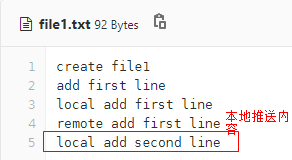 file1.txt 92 Bytes
1 create file1
2 add first line
3 local add first line
4 remote add first line
5 local add second line
本地推送内
容